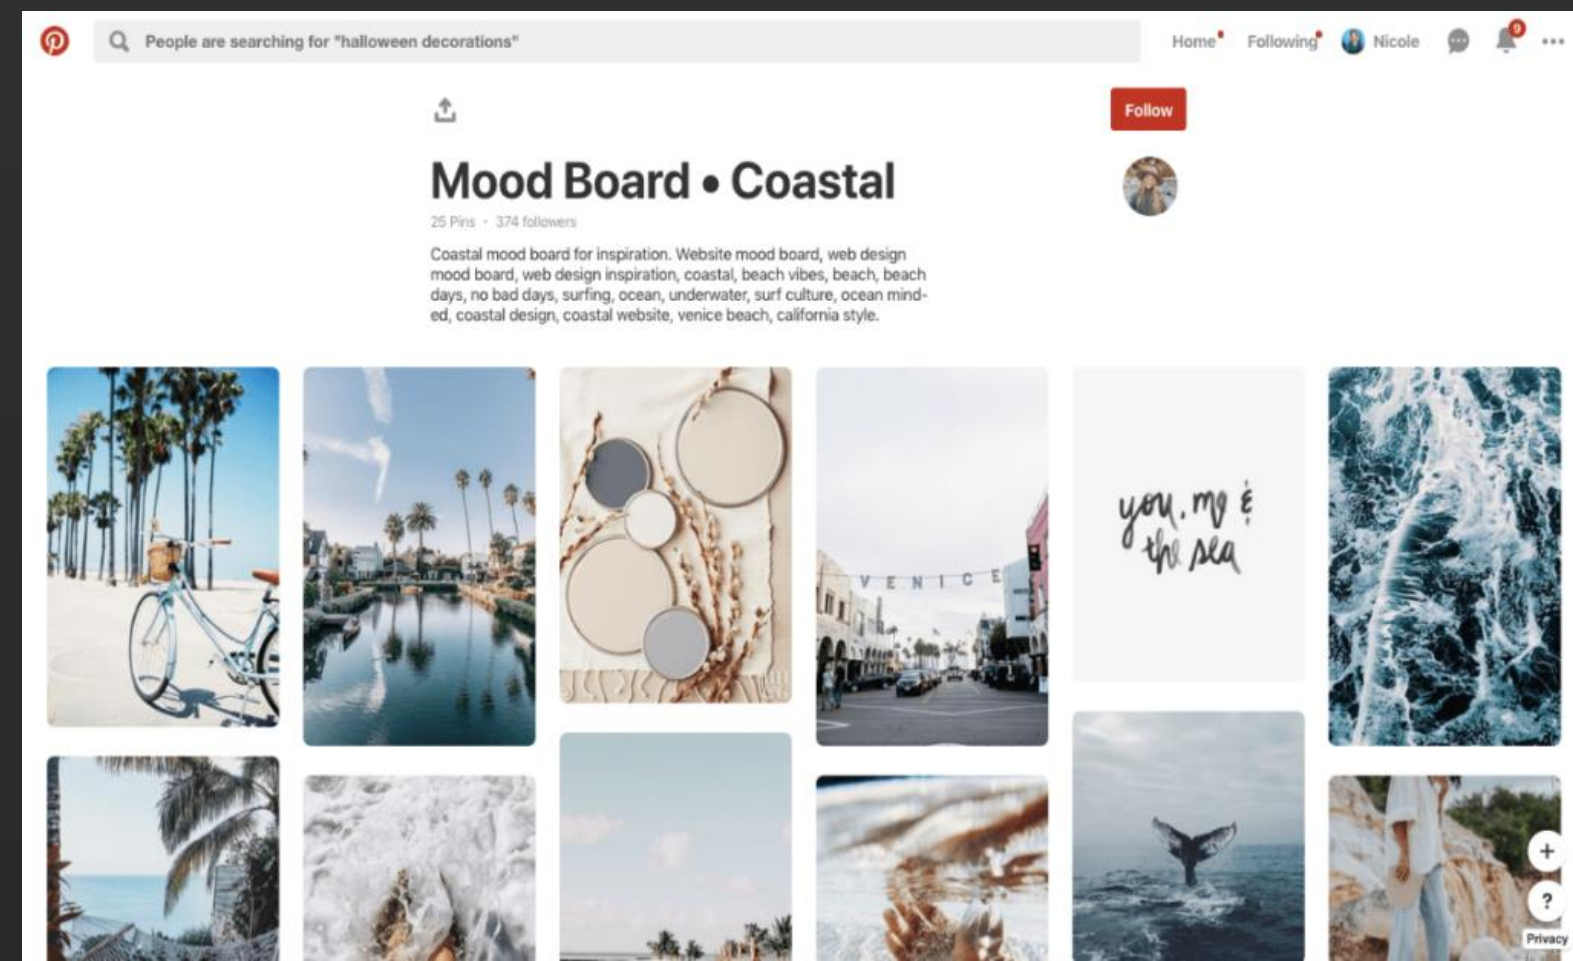 People are searching for "halloween decorations"
Home
Following
Nicole
9
Follow
Mood Board • Coastal
25 Pins • 374 followers
Coastal mood board for inspiration. Website mood board, web design
mood board, web design inspiration, coastal, beach vibes, beach, beach
days, no bad days, surfing, ocean, underwater, surf culture, ocean mind-
ed, coastal design, coastal website, venice beach, california style.
VENICE
you, me &
the sea
+
?
Privacy